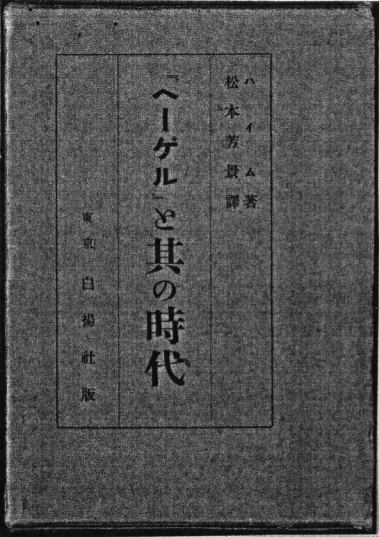 ハイム著
松本芳景譯
『ヘーゲル』と其の時代
東京 白揚社版